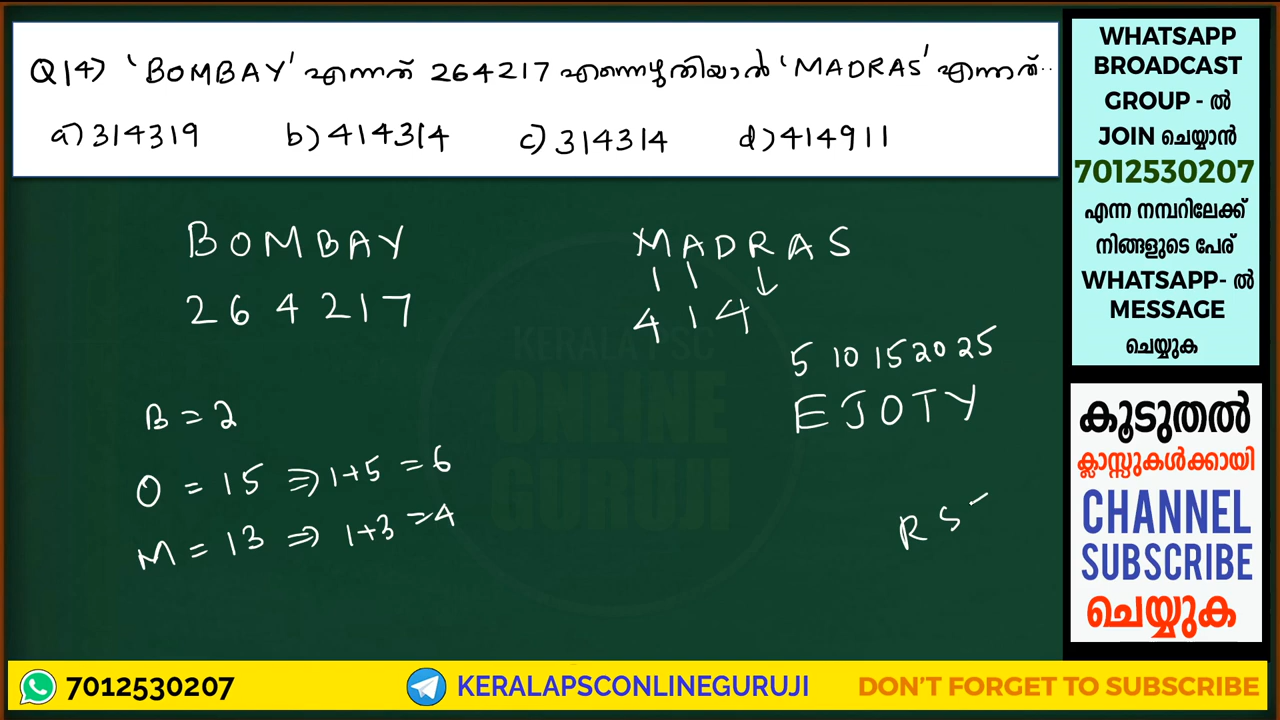 Q14) 'BOMBAY' എന്നത് 264217 എന്നെഴുതിയാൽ 'MADRAS' എന്നത്..
a) 314319 b) 414314 c) 314314 d) 414911
BOMBAY
264217
MADRAS
414
5 10 15 20 25
EJOTY
B = 2
O = 15 ⇒ 1+5 = 6
M = 13 ⇒ 1+3 = 4
R S
KERALA PSC
ONLINE
GURUJI
WHATSAPP
BROADCAST
GROUP - ൽ
JOIN ചെയ്യാൻ
7012530207
എന്ന നമ്പറിലേക്ക്
നിങ്ങളുടെ പേര്
WHATSAPP- ൽ
MESSAGE
ചെയ്യുക
കൂടുതൽ
ക്ലാസ്സുകൾക്കായി
CHANNEL
SUBSCRIBE
ചെയ്യുക
7012530207 KERALAPSCONLINEGURUJI DON'T FORGET TO SUBSCRIBE